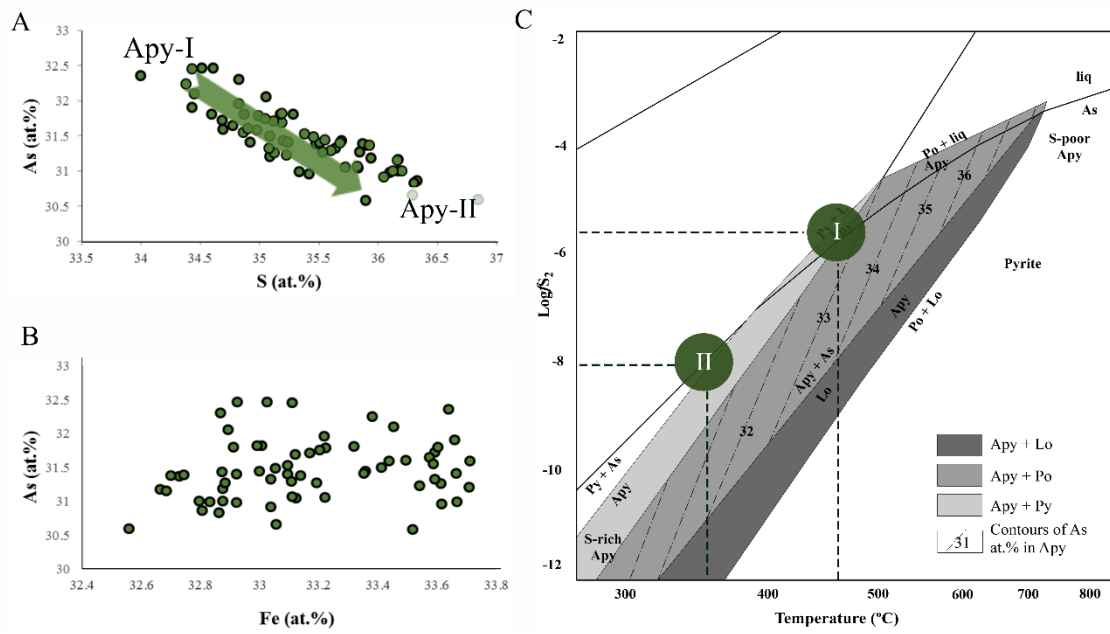 A
33
32.5
32
31.5
31
30.5
30
As (at.%)
Apy-I
Apy-II
33.5
34
34.5
35
35.5
36
36.5
37
S (at.%)
B
33
32.5
32
31.5
31
30.5
30
As (at.%)
32.4
32.6
32.8
33
33.2
33.4
33.6
33.8
Fe (at.%)
C
-2
-4
-6
-8
-10
-12
LogfS2
liq
As
S-poor
Apy
Po + liq
Apy
36
35
34
33
32
I
II
Pyrite
Apy
Po + Lo
Apy + As
Lo
Py + As
Apy
S-rich
Apy
Apy + Lo
Apy + Po
Apy + Py
31
Contours of As
at.% in Apy
300
400
500
600
700
800
Temperature (°C)